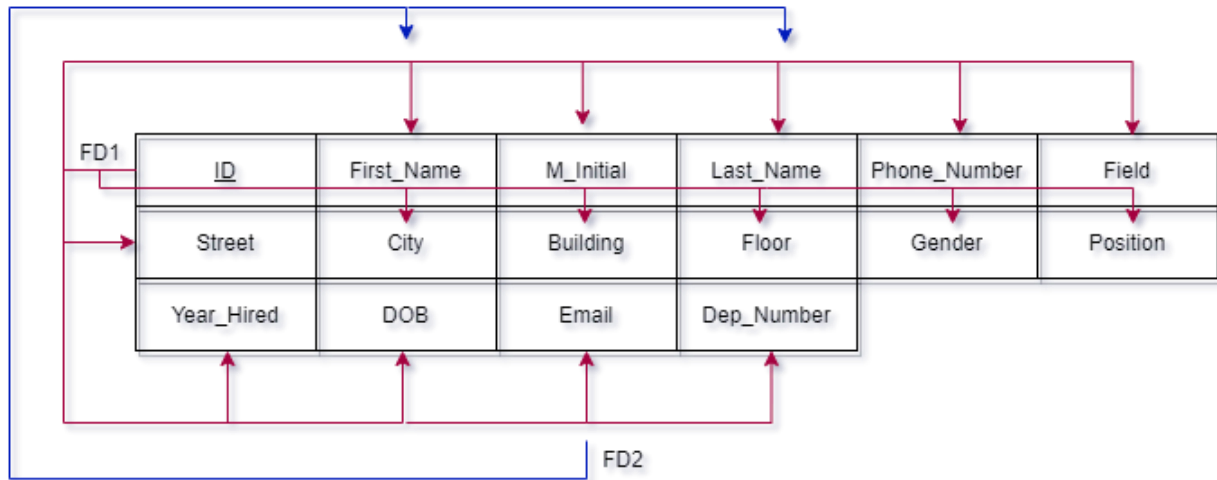 FD1
ID First_Name M_Initial Last_Name Phone_Number Field
Street City Building Floor Gender Position
Year_Hired DOB Email Dep_Number
FD2